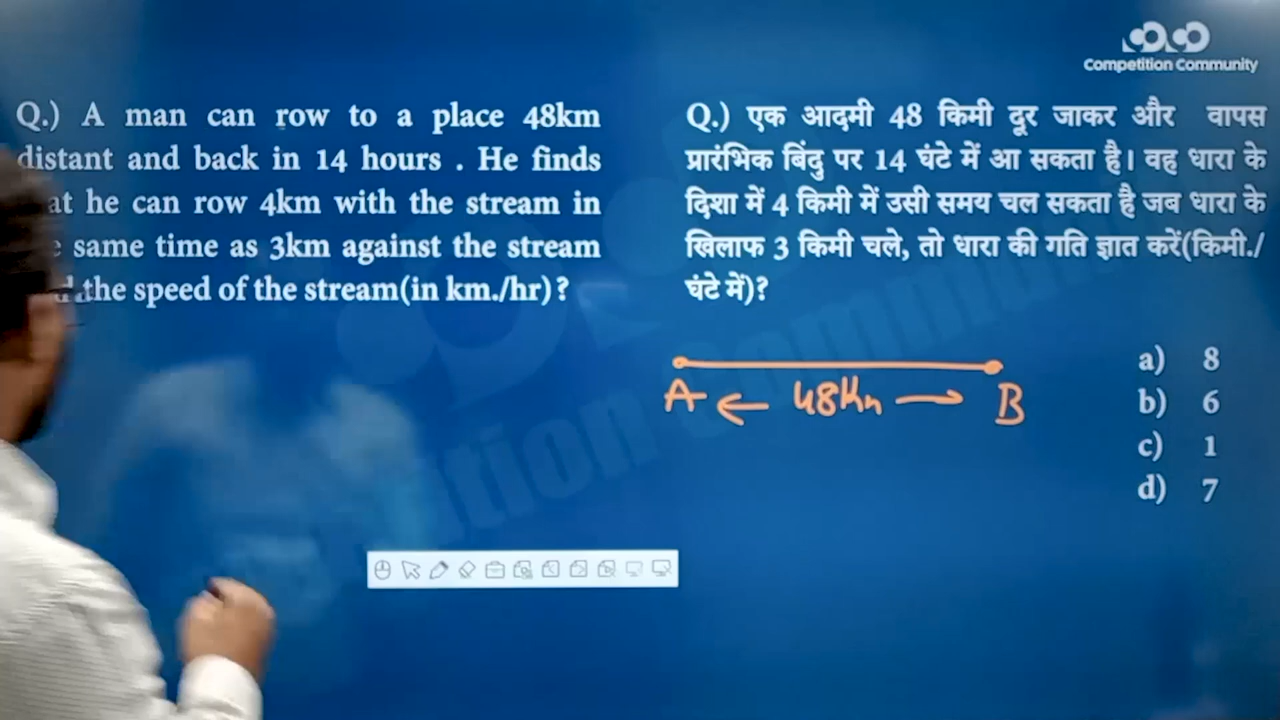 Competition Community
Q.) A man can row to a place 48km
distant and back in 14 hours . He finds
at he can row 4km with the stream in
same time as 3km against the stream
the speed of the stream(in km./hr)?
Q.) एक आदमी 48 किमी दूर जाकर और वापस
प्रारंभिक बिंदु पर 14 घंटे में आ सकता है। वह धारा के
दिशा में 4 किमी में उसी समय चल सकता है जब धारा के
खिलाफ 3 किमी चले, तो धारा की गति ज्ञात करें(किमी./
घंटे में)?
A ← 48Km → B
a) 8
b) 6
c) 1
d) 7